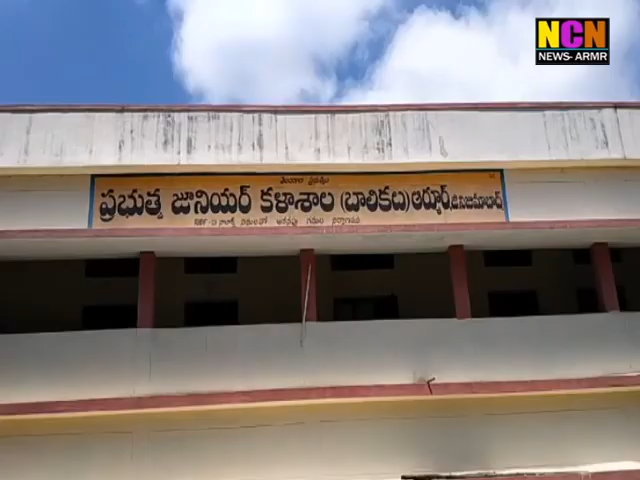 NCN
NEWS- ARMR
తెలంగాణ ప్రభుత్వం
ప్రభుత్వ జూనియర్ కళాశాల (బాలికల) ఆర్మూర్,జి.నిజామాబాద్